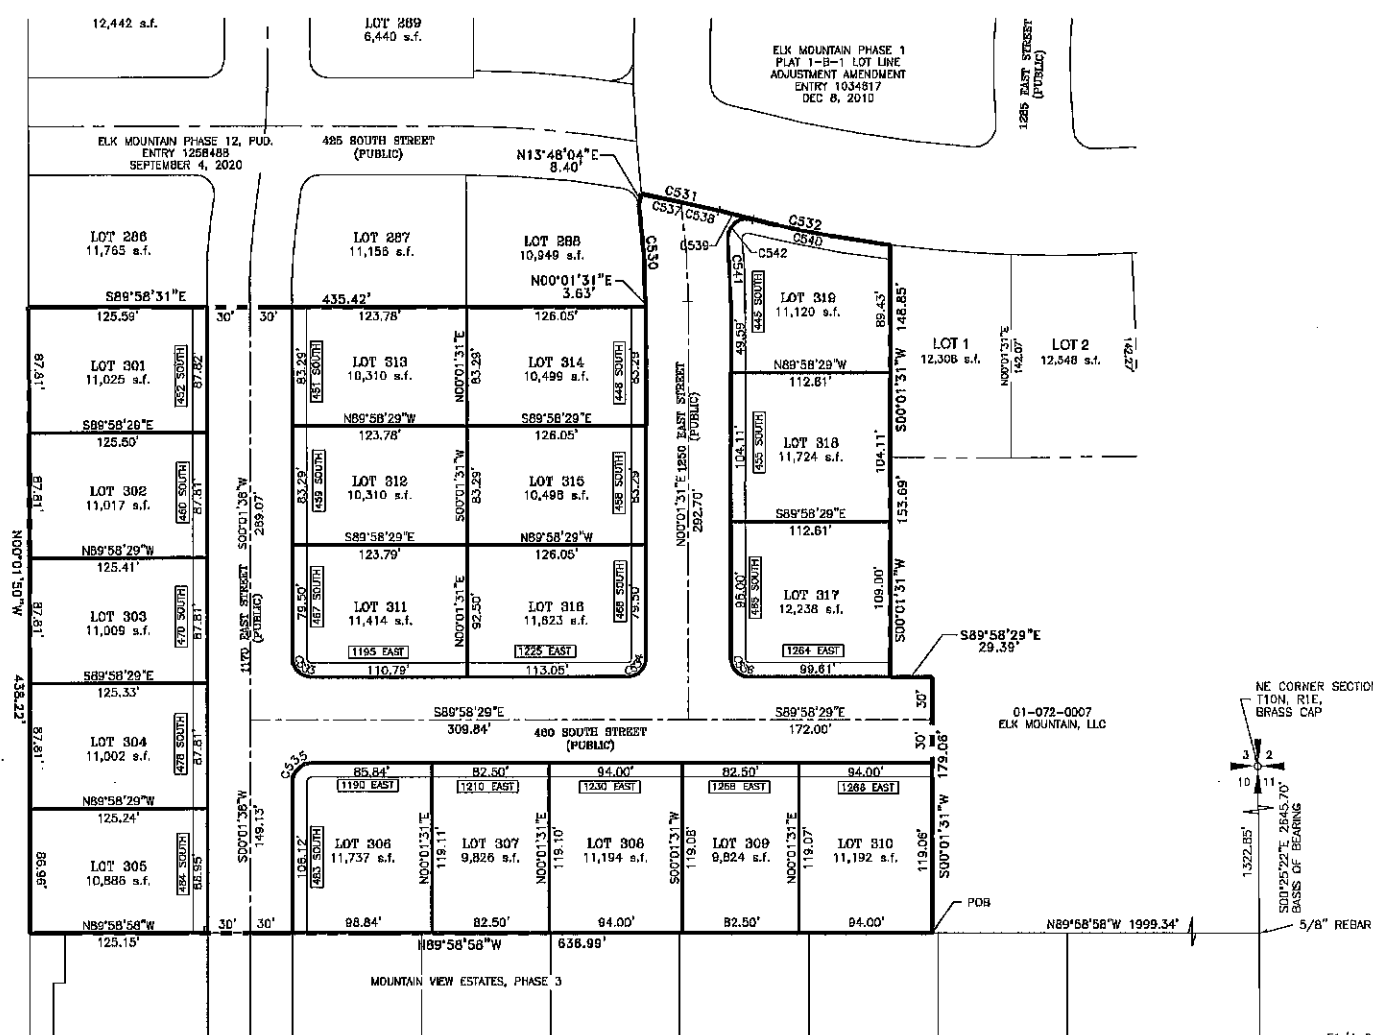 12,442 s.f.
LOT 289
6,440 s.f.
ELK MOUNTAIN PHASE 1
PLAT 1-B-1 LOT LINE
ADJUSTMENT AMENDMENT
ENTRY 1034817
DEC 8, 2010
1285 EAST STREET
(PUBLIC)
ELK MOUNTAIN PHASE 12, PUD.
ENTRY 1258488
SEPTEMBER 4, 2020
425 SOUTH STREET
(PUBLIC)
N13°48'04"E
8.40'
C531
C537
C538
C532
C539
C540
C542
C530
C541
LOT 286
11,765 s.f.
LOT 287
11,156 s.f.
LOT 288
10,949 s.f.
N00°01'31"E
3.63'
S89°58'31"E
435.42'
125.59'
30'
30'
123.78'
126.05'
LOT 319
11,120 s.f.
445 SOUTH
49.59'
89.43'
148.85'
N89°58'29"W
112.61'
LOT 1
12,308 s.f.
N00°01'31"E
142.07'
LOT 2
12,548 s.f.
142.27'
87.81'
LOT 301
11,025 s.f.
452 SOUTH
87.82
S89°58'29"E
125.50'
83.29'
451 SOUTH
LOT 313
10,310 s.f.
N00°01'31"E
83.29'
LOT 314
10,499 s.f.
448 SOUTH
83.29'
N89°58'29"W
S89°58'29"E
123.78'
126.05'
S00°01'31"W
87.81'
LOT 302
11,017 s.f.
460 SOUTH
87.81'
N89°58'29"W
125.41'
S00°01'38"W
289.07'
83.29'
459 SOUTH
LOT 312
10,310 s.f.
S00°01'31"W
83.29'
LOT 315
10,498 s.f.
458 SOUTH
83.29'
S89°58'29"E
N89°58'29"W
123.79'
126.05'
1250 EAST STREET
(PUBLIC)
N00°01'31"E
292.70'
104.11'
455 SOUTH
LOT 318
11,724 s.f.
104.11'
153.69'
S89°58'29"E
112.61'
N00°01'50"W
438.22'
87.81'
LOT 303
11,009 s.f.
470 SOUTH
87.81'
S89°58'29"E
125.33'
1170 EAST STREET
(PUBLIC)
79.50'
467 SOUTH
LOT 311
11,414 s.f.
N00°01'31"E
92.50'
LOT 316
11,623 s.f.
468 SOUTH
79.50'
1195 EAST
1225 EAST
C533
110.79'
113.05'
C534
96.00'
465 SOUTH
LOT 317
12,238 s.f.
109.00'
S00°01'31"W
1264 EAST
C536
99.61'
S89°58'29"E
29.39'
30'
87.81'
LOT 304
11,002 s.f.
478 SOUTH
87.81'
N89°58'29"W
125.24'
S89°58'29"E
309.84'
460 SOUTH STREET
(PUBLIC)
S89°58'29"E
172.00'
30'
179.06'
01-072-0007
ELK MOUNTAIN, LLC
NE CORNER SECTION
T10N, R1E,
BRASS CAP
3 2
10 11
C535
85.84'
82.50'
94.00'
82.50'
94.00'
1190 EAST
1210 EAST
1230 EAST
1258 EAST
1268 EAST
86.96'
LOT 305
10,886 s.f.
484 SOUTH
86.95'
S00°01'38"W
149.13'
106.12'
483 SOUTH
LOT 306
11,737 s.f.
N00°01'31"E
119.11'
LOT 307
9,826 s.f.
N00°01'31"E
119.10'
LOT 308
11,194 s.f.
S00°01'31"W
119.08'
LOT 309
9,824 s.f.
N00°01'31"E
119.07'
LOT 310
11,192 s.f.
119.06'
S00°01'31"W
1322.85'
S00°25'22"E 2645.70'
BASIS OF BEARING
N89°58'58"W
125.15'
30'
30'
98.84'
82.50'
94.00'
82.50'
94.00'
POB
N89°58'58"W
636.99'
N89°58'58"W 1999.34'
5/8" REBAR
MOUNTAIN VIEW ESTATES, PHASE 3